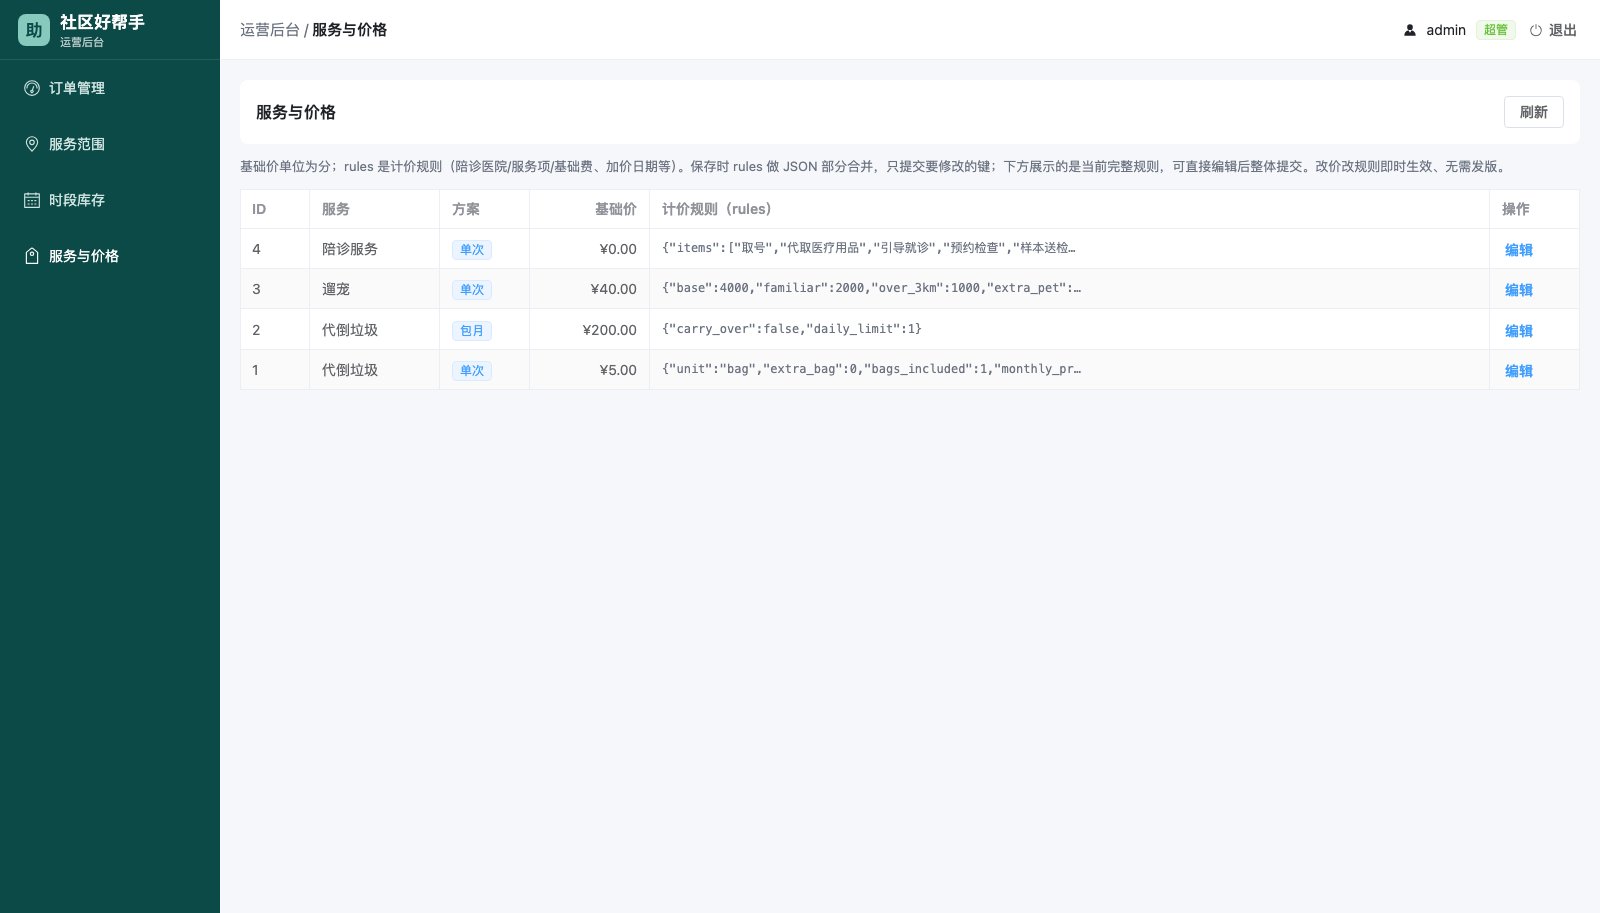 助
社区好帮手
运营后台
订单管理
服务范围
时段库存
服务与价格
运营后台 / 服务与价格
admin 超管 退出
服务与价格
刷新
基础价单位为分；rules 是计价规则（陪诊医院/服务项/基础费、加价日期等）。保存时 rules 做 JSON 部分合并，只提交要修改的键；下方展示的是当前完整规则，可直接编辑后整体提交。改价改规则即时生效、无需发版。
ID 服务 方案 基础价 计价规则（rules） 操作
4 陪诊服务 单次 ¥0.00 {"items":["取号","代取医疗用品","引导就诊","预约检查","样本送检… 编辑
3 遛宠 单次 ¥40.00 {"base":4000,"familiar":2000,"over_3km":1000,"extra_pet":… 编辑
2 代倒垃圾 包月 ¥200.00 {"carry_over":false,"daily_limit":1} 编辑
1 代倒垃圾 单次 ¥5.00 {"unit":"bag","extra_bag":0,"bags_included":1,"monthly_pr… 编辑